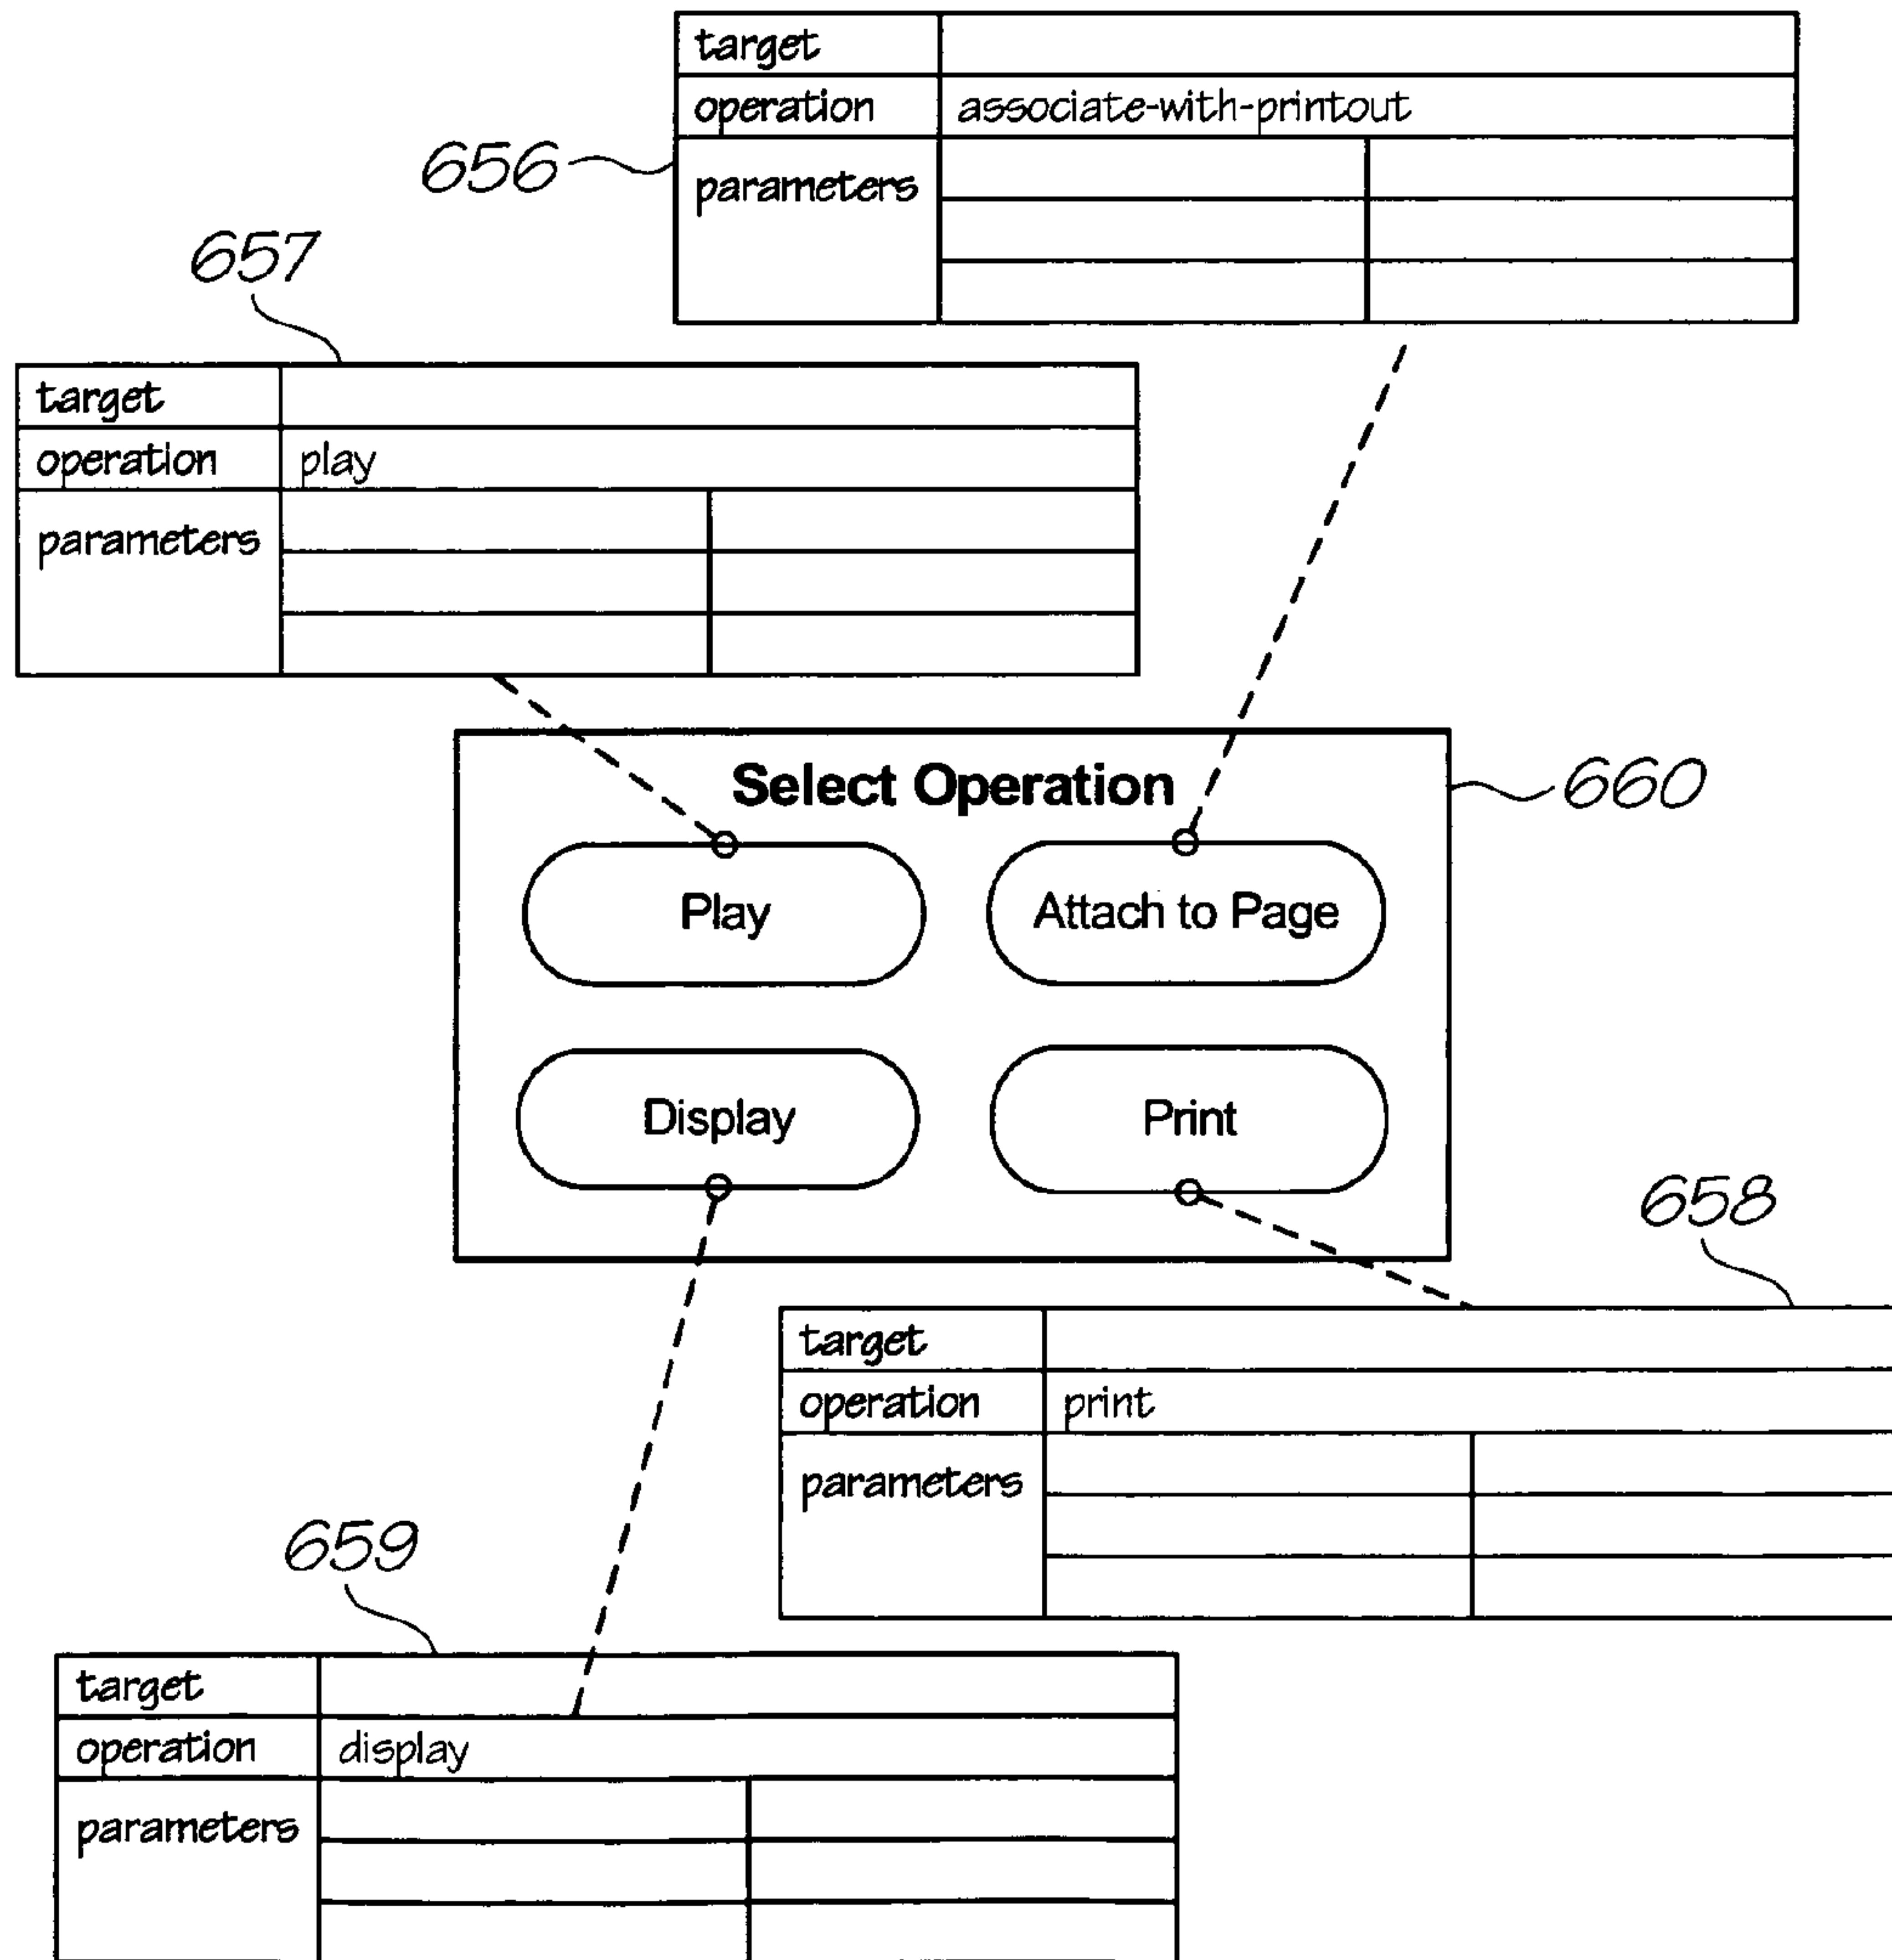 target
operation associate-with-printout
656
parameters
657
target
operation play
parameters
Select Operation
660
Play Attach to Page
Display Print
658
target
operation print
parameters
659
target
operation display
parameters